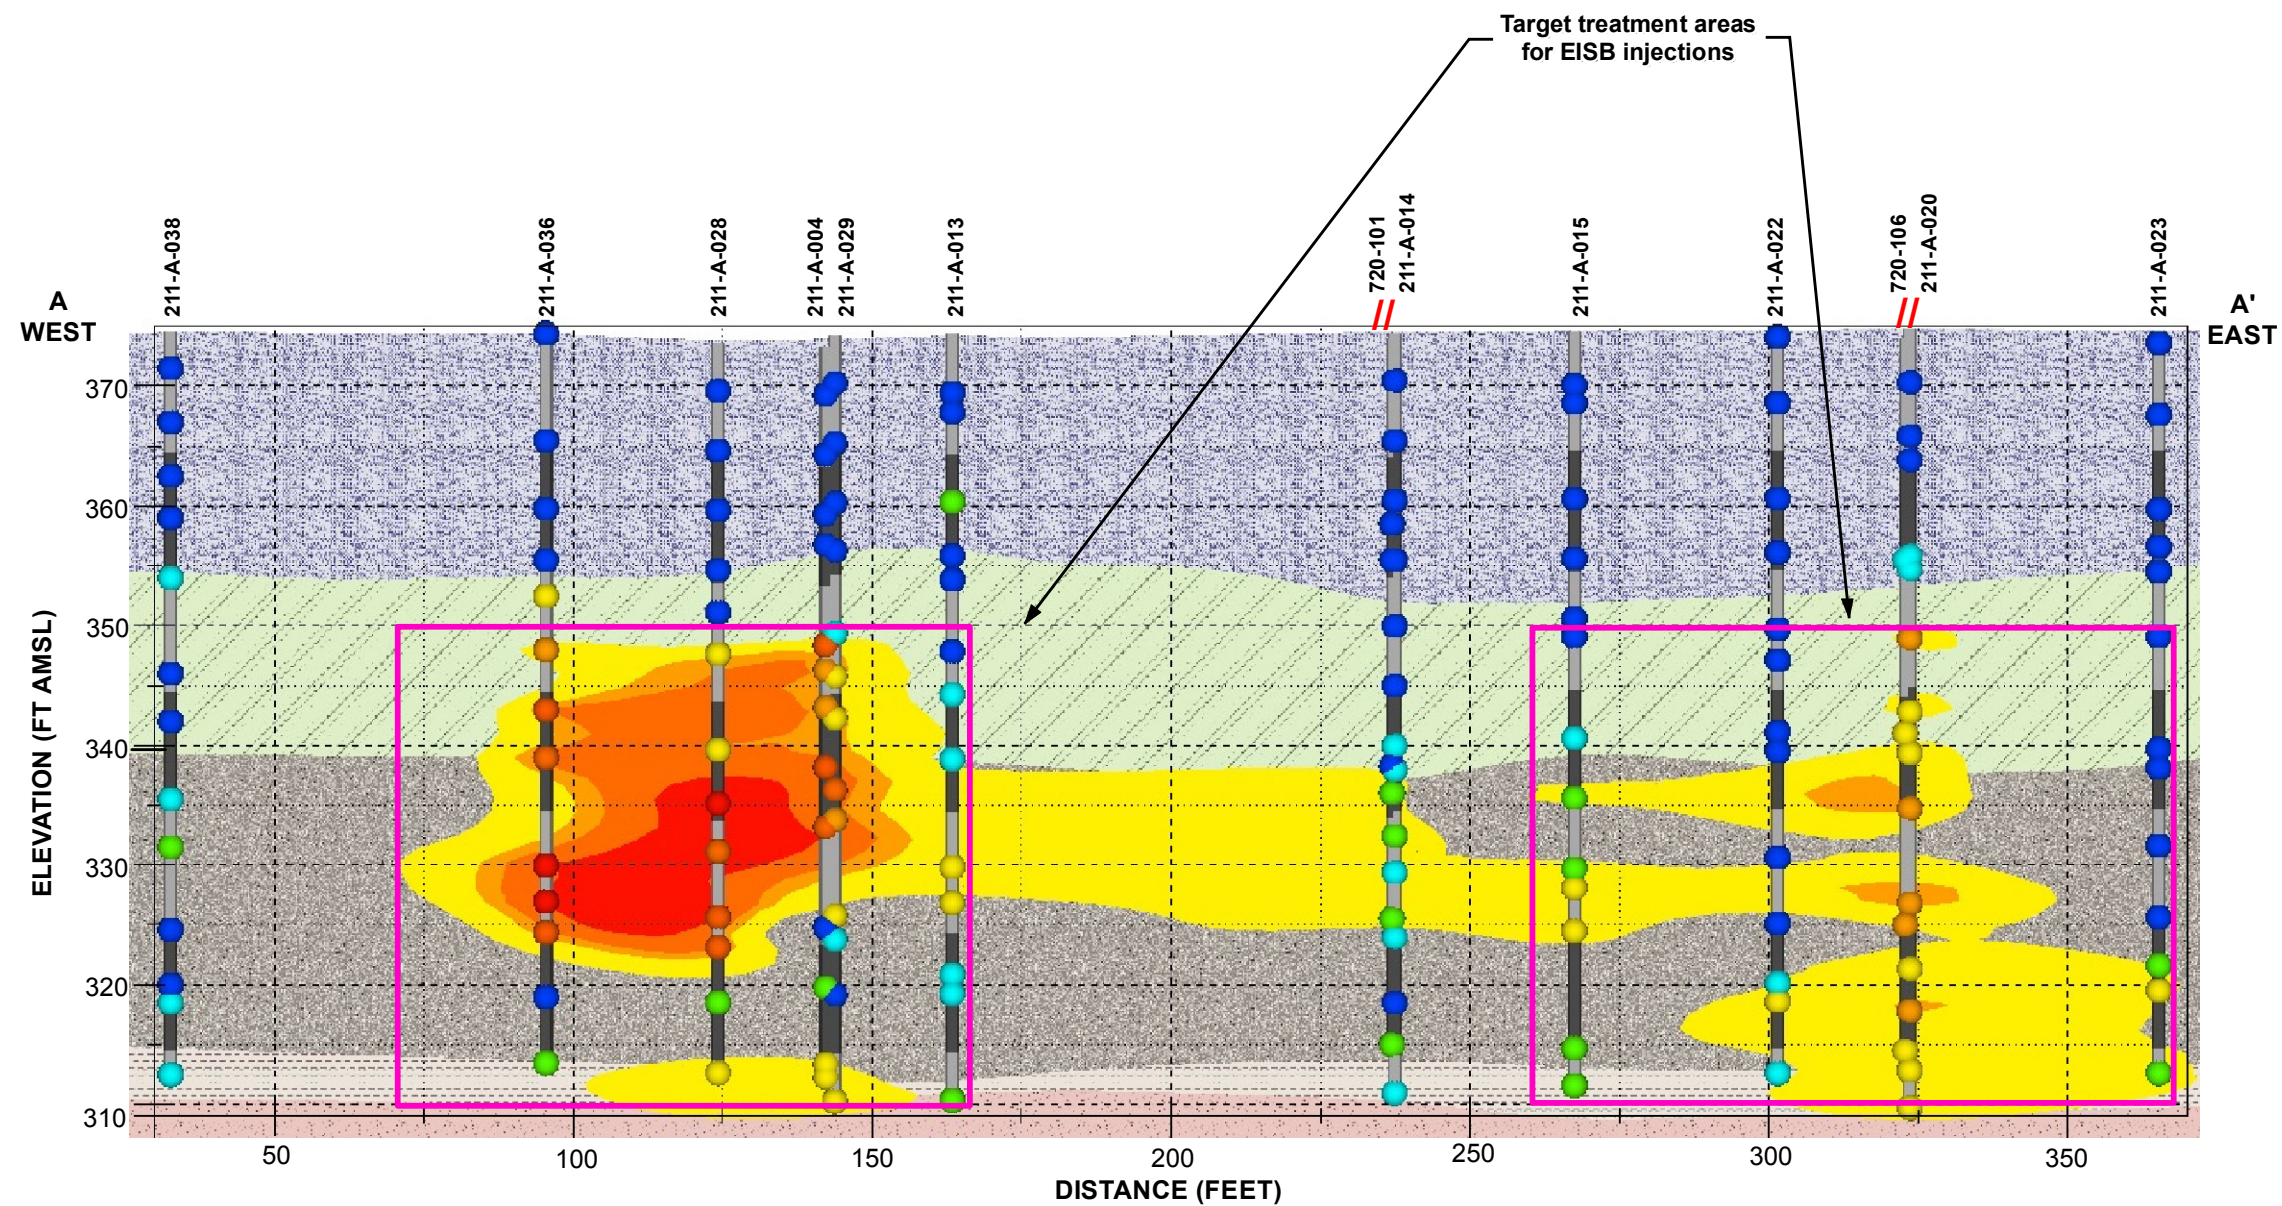 Target treatment areas
for EISB injections
211-A-038
211-A-036
211-A-028
211-A-004
211-A-029
211-A-013
720-101
211-A-014
211-A-015
211-A-022
720-106
211-A-020
211-A-023
A
WEST
A'
EAST
ELEVATION (FT AMSL)
370
360
350
340
330
320
310
50
100
150
200
250
300
350
DISTANCE (FEET)